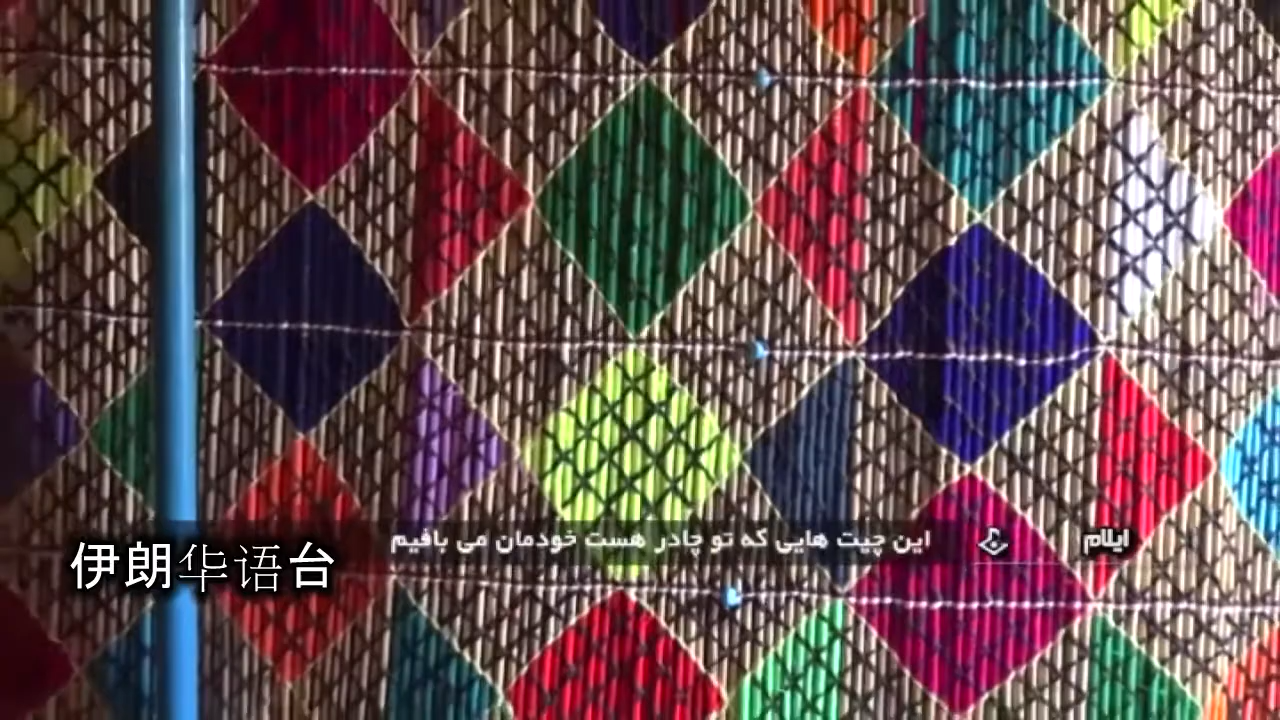 این چیت هایی که تو چادر هست خودمان می بافیم
ایلام
伊朗华语台